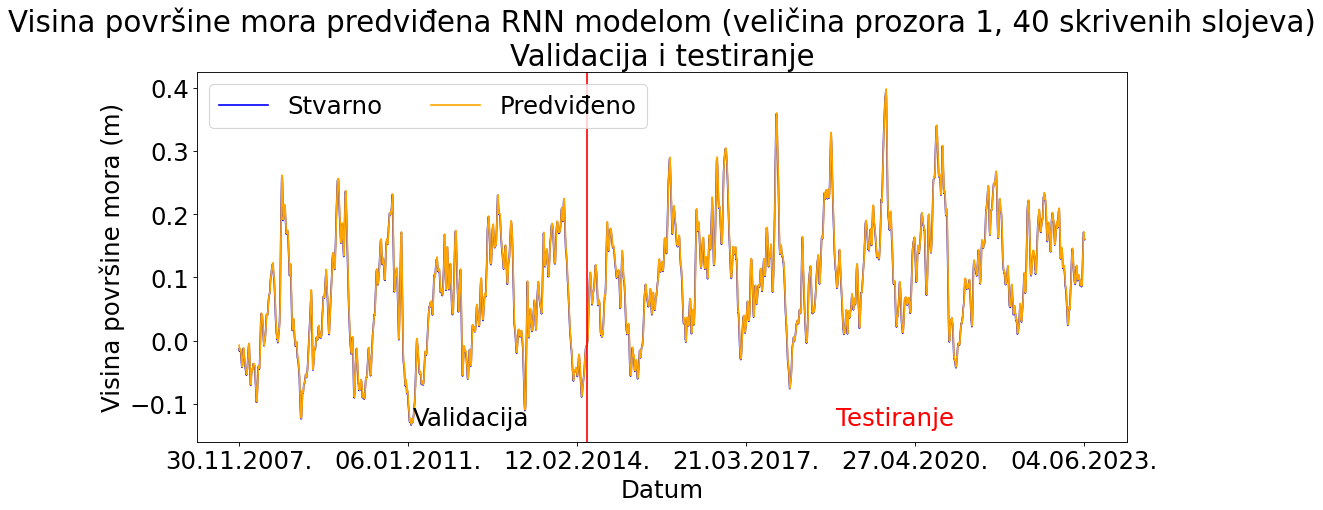 Visina površine mora predviđena RNN modelom (veličina prozora 1, 40 skrivenih slojeva)
Validacija i testiranje
Stvarno
Predviđeno
Visina površine mora (m)
0.4
0.3
0.2
0.1
0.0
−0.1
Validacija
Testiranje
30.11.2007.
06.01.2011.
12.02.2014.
21.03.2017.
27.04.2020.
04.06.2023.
Datum